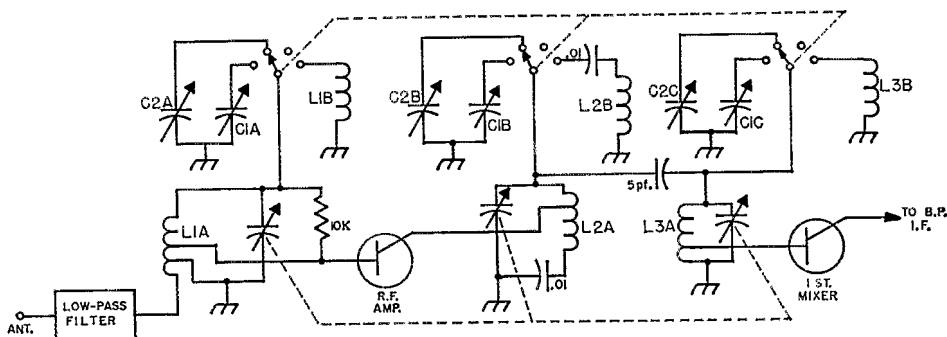 C2A
C1A
L1B
C2B
C1B
.01
L2B
C2C
C1C
L3B
5pf.
L1A
10K
L2A
L3A
.01
TO B.P.
I.F.
R.F.
AMP.
1 ST.
MIXER
LOW-PASS
FILTER
ANT.